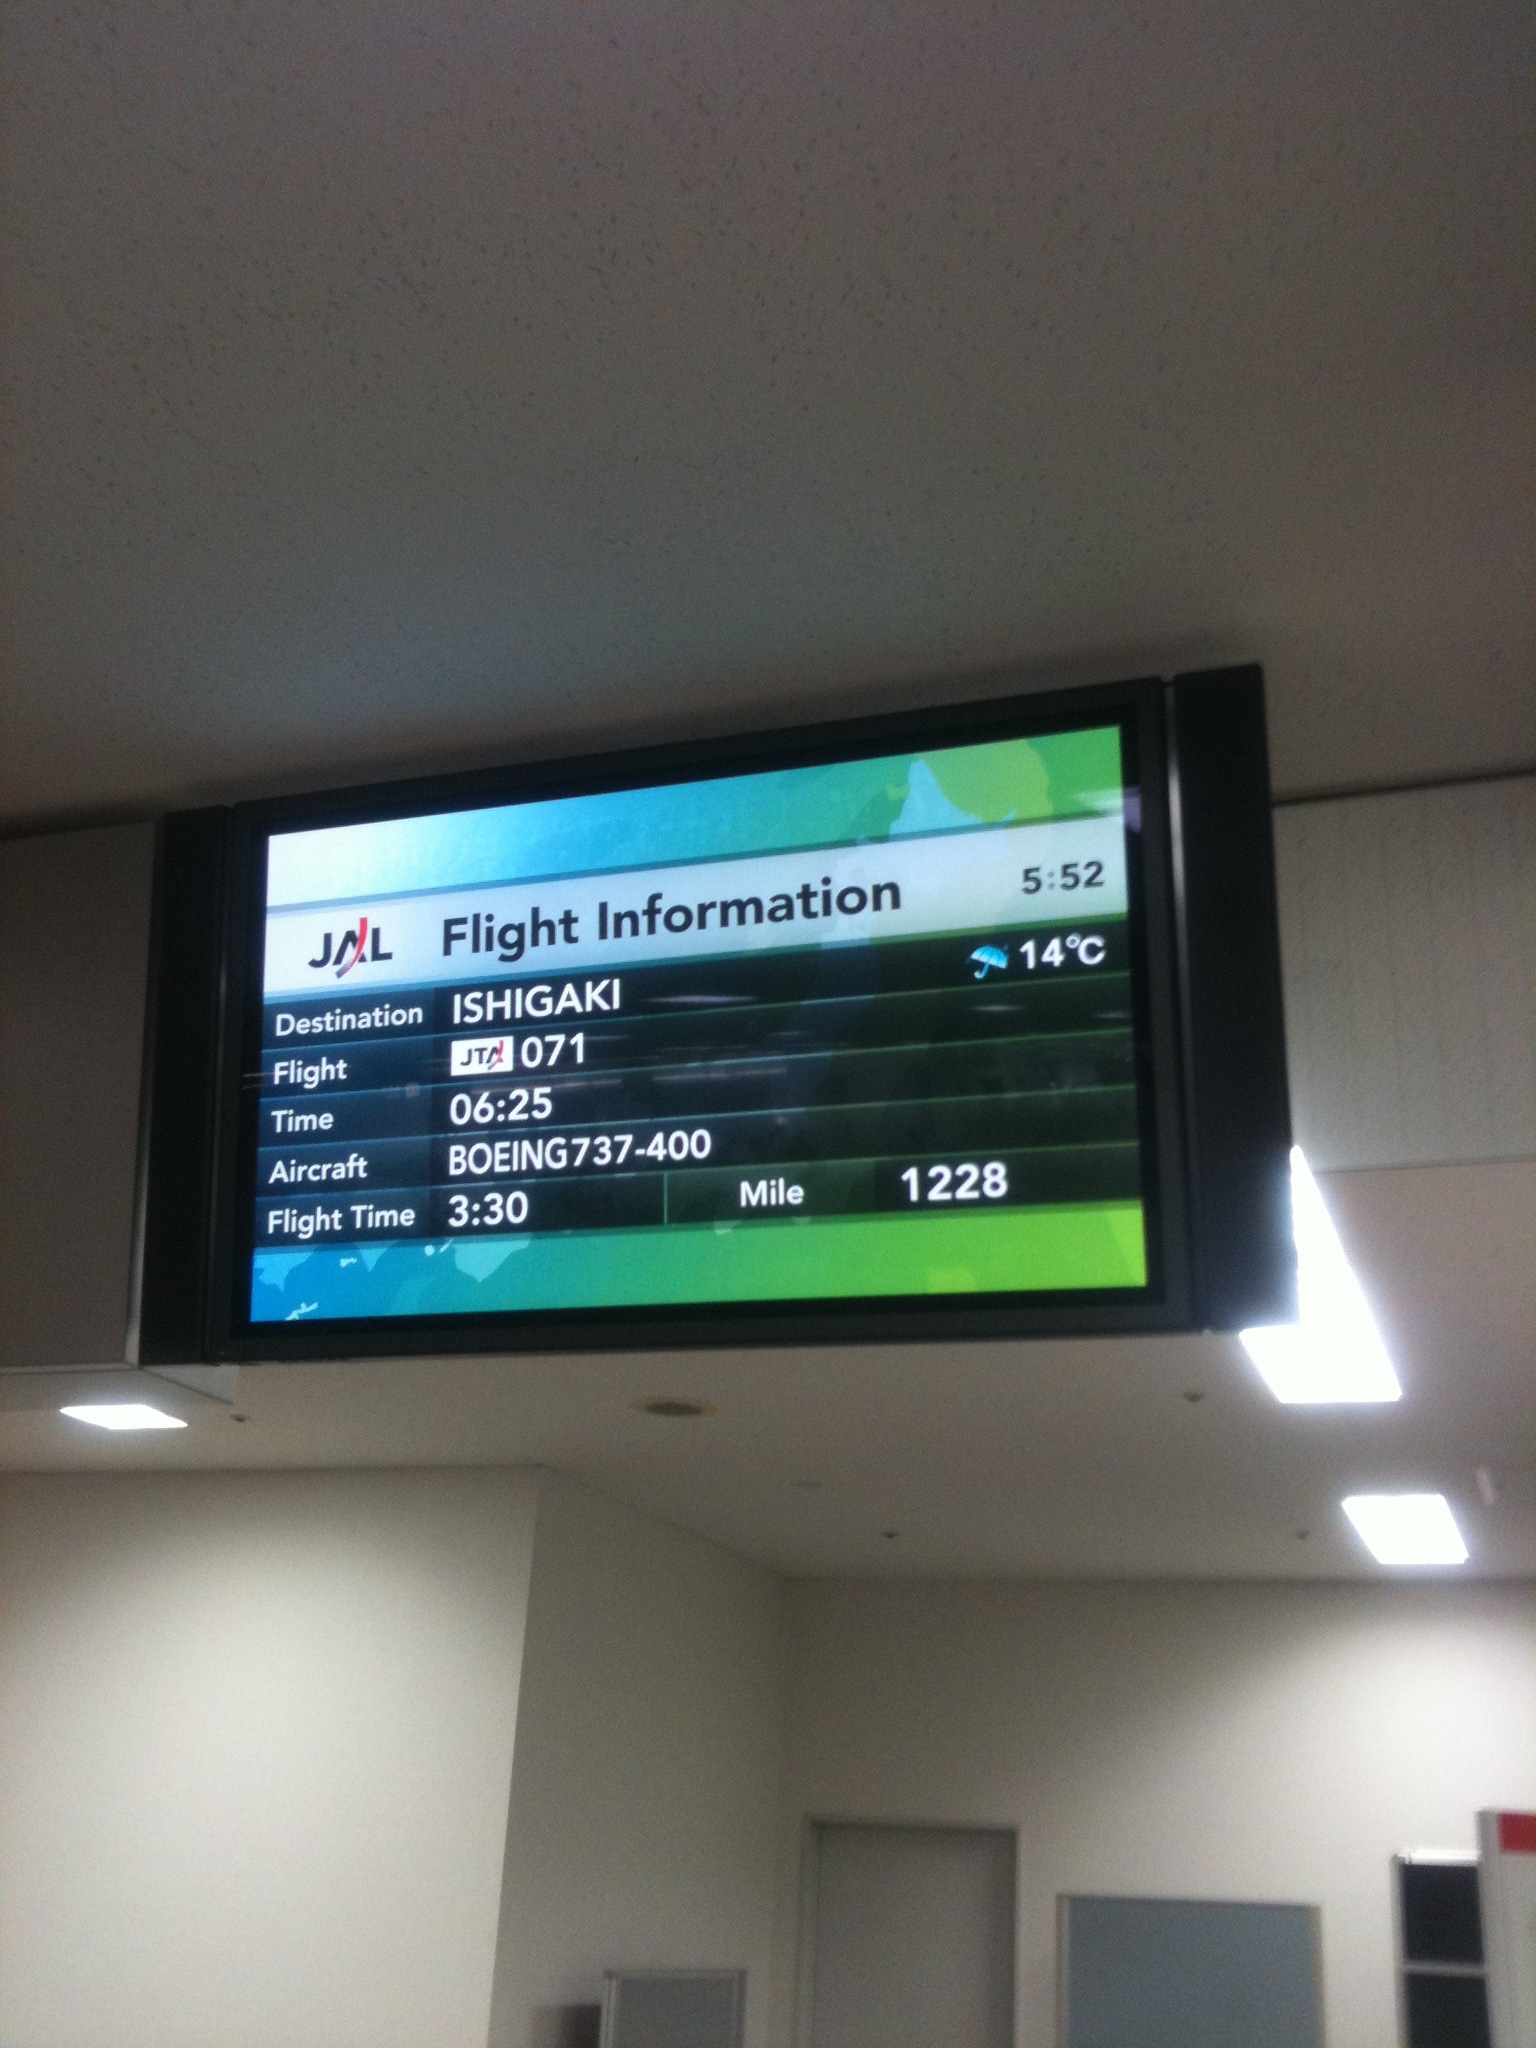 JAL Flight Information 5:52
Destination ISHIGAKI 14°C
Flight JTA 071
Time 06:25
Aircraft BOEING737-400
Flight Time 3:30 Mile 1228